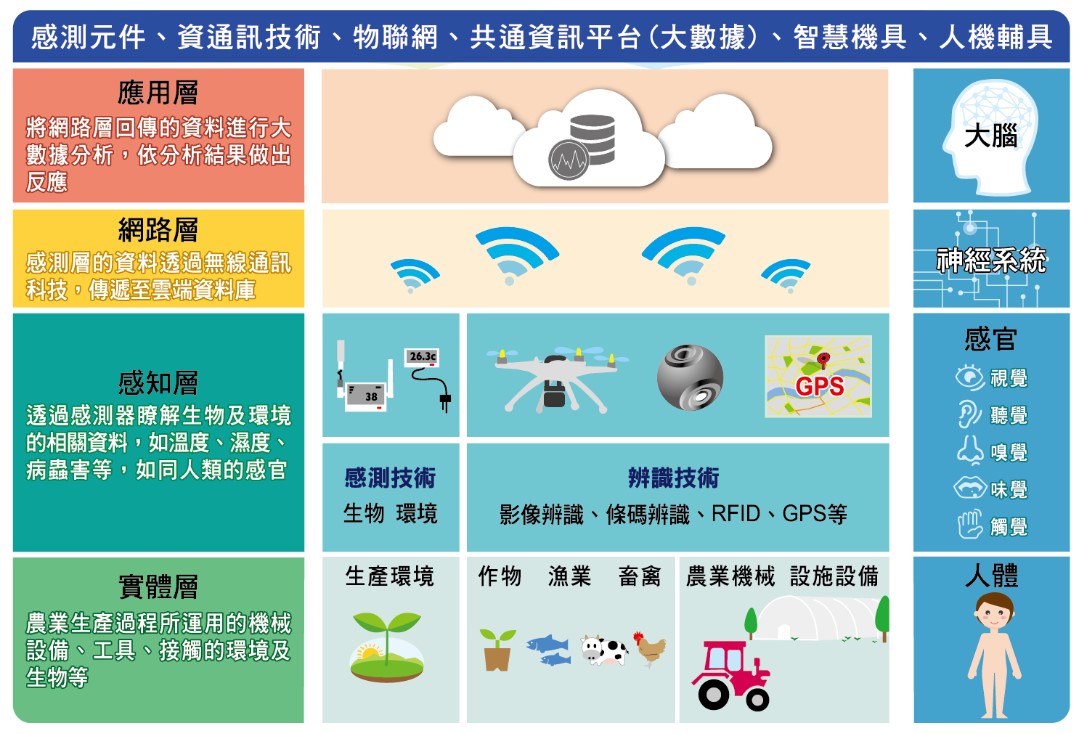 感測元件、資通訊技術、物聯網、共通資訊平台(大數據)、智慧機具、人機輔具
應用層
將網路層回傳的資料進行大
數據分析，依分析結果做出
反應
大腦
網路層
感測層的資料透過無線通訊
科技，傳遞至雲端資料庫
神經系統
感知層
透過感測器瞭解生物及環境
的相關資料，如溫度、濕度、
病蟲害等，如同人類的感官
26.3c
38
GPS
感測技術
生物 環境
辨識技術
影像辨識、條碼辨識、RFID、GPS等
感官
視覺
聽覺
嗅覺
味覺
觸覺
實體層
農業生產過程所運用的機械
設備、工具、接觸的環境及
生物等
生產環境
作物 漁業 畜禽
農業機械 設施設備
人體